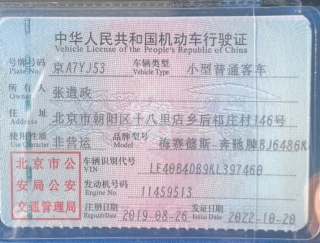 中华人民共和国机动车行驶证
Vehicle License of the People's Republic of China
号牌号码 京A7YJ53 车辆类型 小型普通客车
Plate No. Vehicle Type
所有人 张道政
Owner
住址 北京市朝阳区十八里店乡后祁庄村146号
Address
使用性质 非营运 品牌型号 梅赛德斯-奔驰牌BJ6486K
Use Character Model
北京市公
安局公安
交通管理局
车辆识别代号 LE40B4DB9KL397460
VIN
发动机号码 11459513
Engine No.
注册日期 2019-08-26 发证日期 2022-10-20
Register Date Issue Date